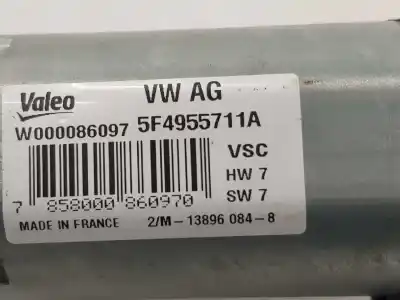 Valeo VW AG
W000086097 5F4955711A
VSC
HW 7
SW 7
7 858000 860970
MADE IN FRANCE 2/M-13896 084-8